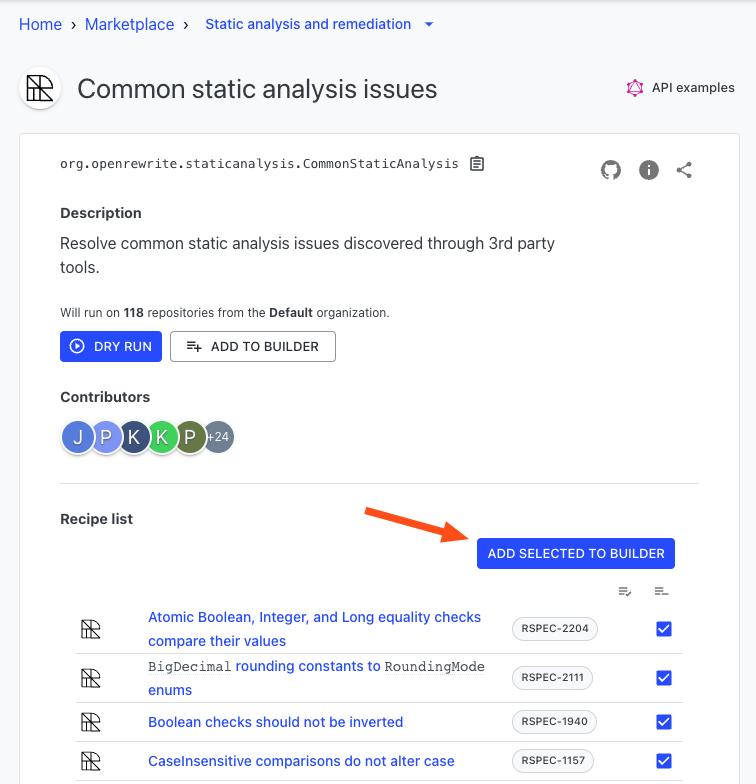 Home › Marketplace › Static analysis and remediation
Common static analysis issues
API examples
org.openrewrite.staticanalysis.CommonStaticAnalysis
Description
Resolve common static analysis issues discovered through 3rd party
tools.
Will run on 118 repositories from the Default organization.
DRY RUN
ADD TO BUILDER
Contributors
J P K K P +24
Recipe list
ADD SELECTED TO BUILDER
Atomic Boolean, Integer, and Long equality checks
compare their values
RSPEC-2204
BigDecimal rounding constants to RoundingMode
enums
RSPEC-2111
Boolean checks should not be inverted
RSPEC-1940
CaseInsensitive comparisons do not alter case
RSPEC-1157